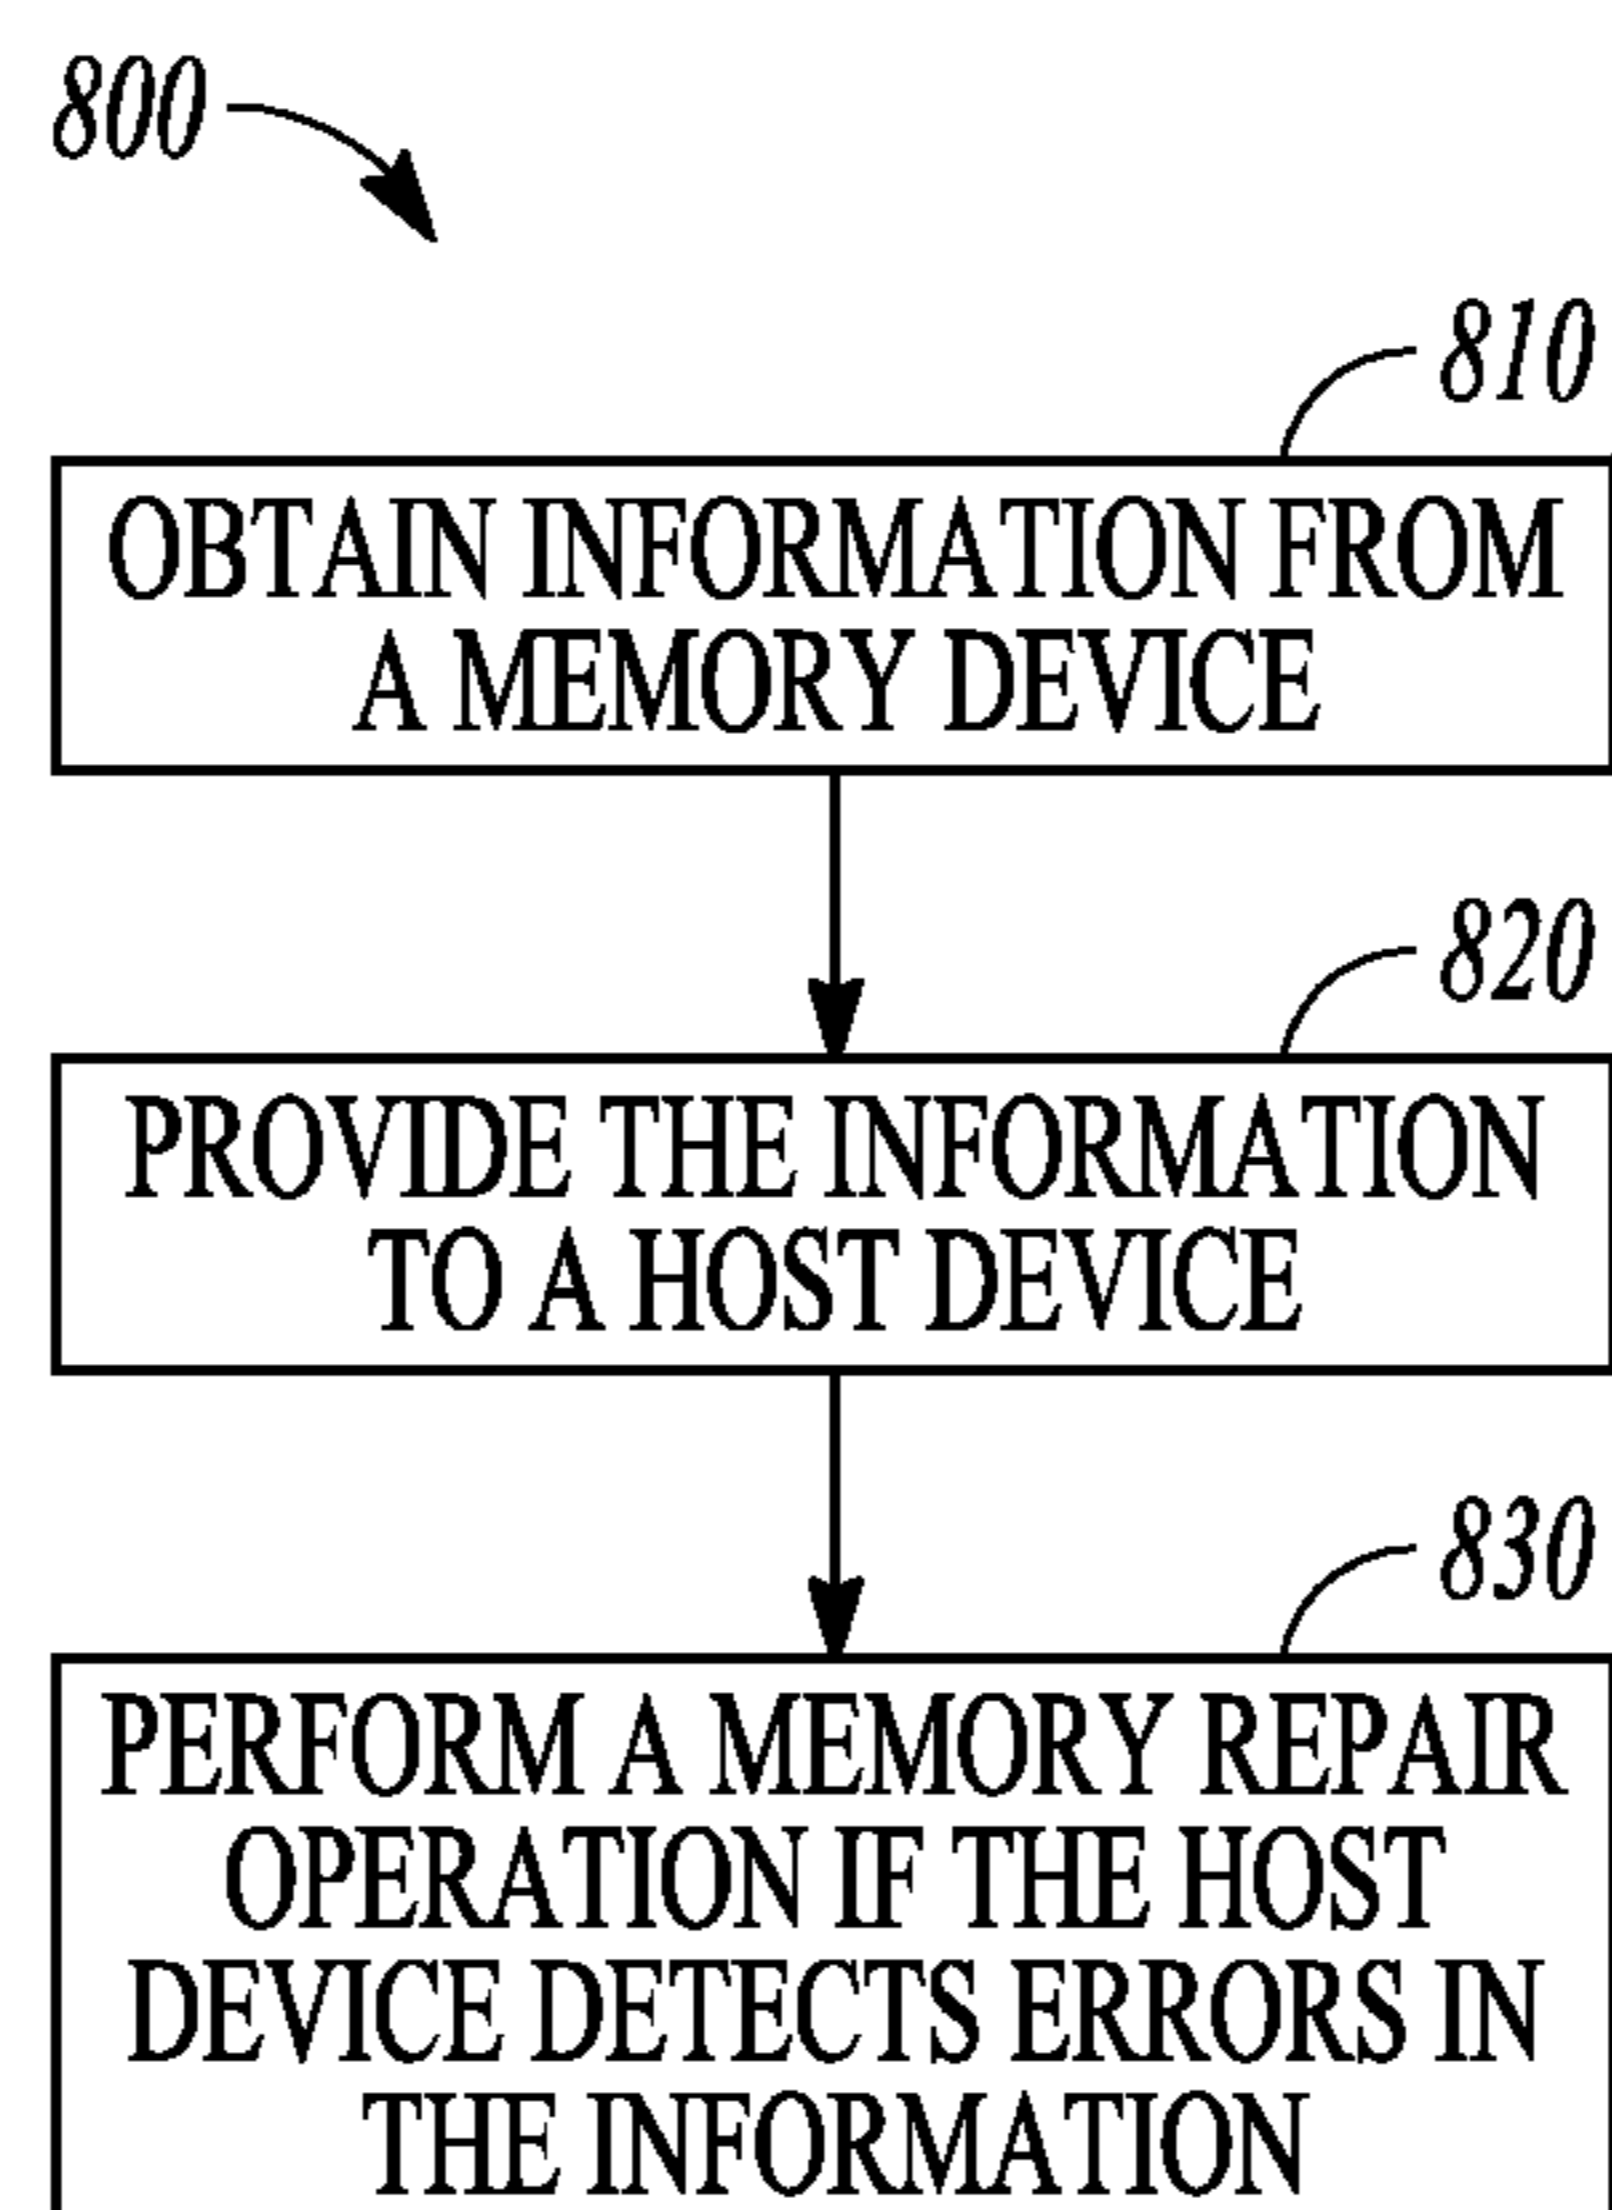 800
810
OBTAIN INFORMATION FROM
A MEMORY DEVICE
820
PROVIDE THE INFORMATION
TO A HOST DEVICE
830
PERFORM A MEMORY REPAIR
OPERATION IF THE HOST
DEVICE DETECTS ERRORS IN
THE INFORMATION